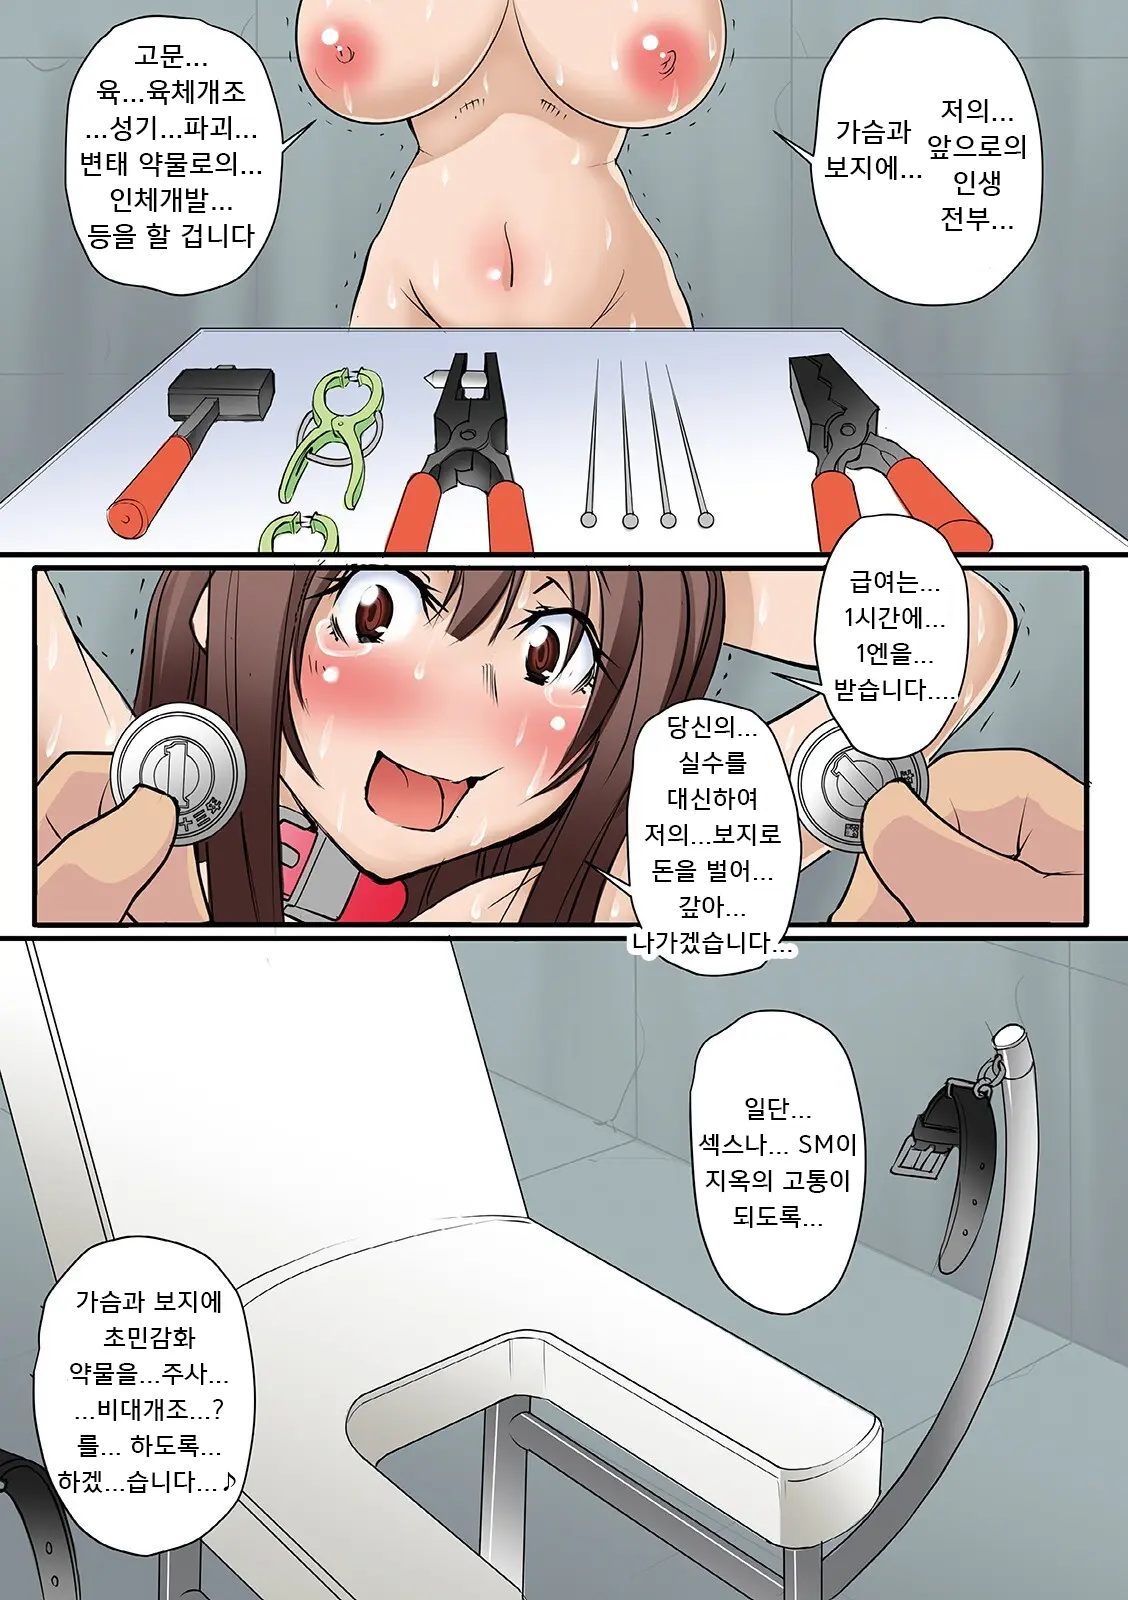 저의...
앞으로의
인생
전부...
가슴과
보지에...
고문...
육...육체개조
...성기...파괴...
변태 약물로의...
인체개발...
등을 할 겁니다
급여는...
1시간에...
1엔을...
받습니다....
1
1
당신의...
실수를
대신하여
저의...보지로
돈을 벌어...
갚아...
나가겠습니다...
일단...
섹스나... SM이
지옥의 고통이
되도록...
가슴과 보지에
초민감화
약물을...주사...
...비대개조...?
를... 하도록...
하겠...습니다...♪